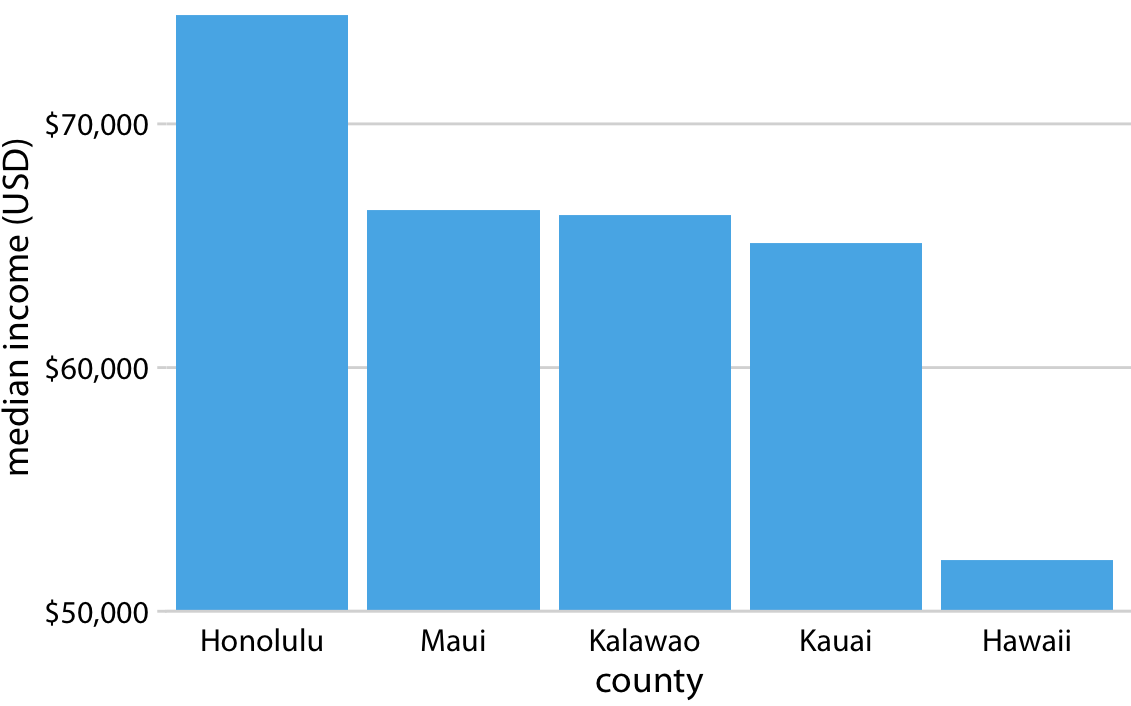 median income (USD)
$70,000
$60,000
$50,000
Honolulu
Maui
Kalawao
Kauai
Hawaii
county